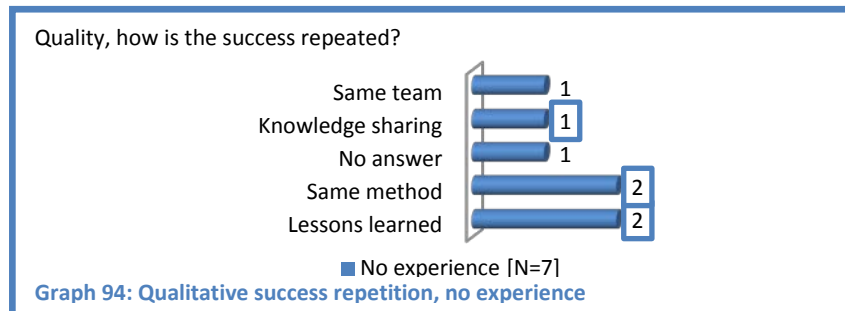 Quality, how is the success repeated?
Same team 1
Knowledge sharing 1
No answer 1
Same method 2
Lessons learned 2
No experience [N=7]
Graph 94: Qualitative success repetition, no experience